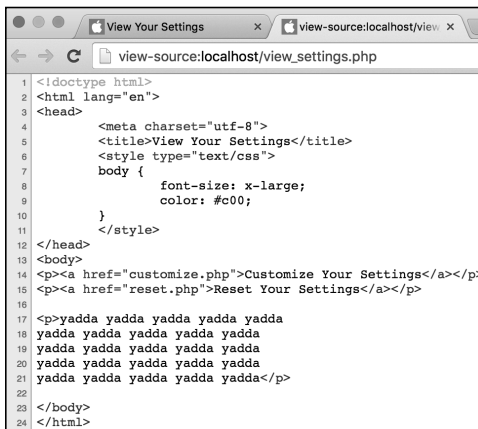 View Your Settings × view-source:localhost/view ×
view-source:localhost/view_settings.php
1 <!doctype html>
2 <html lang="en">
3 <head>
4 <meta charset="utf-8">
5 <title>View Your Settings</title>
6 <style type="text/css">
7 body {
8 font-size: x-large;
9 color: #c00;
10 }
11 </style>
12 </head>
13 <body>
14 <p><a href="customize.php">Customize Your Settings</a></p>
15 <p><a href="reset.php">Reset Your Settings</a></p>
16
17 <p>yadda yadda yadda yadda yadda
18 yadda yadda yadda yadda yadda
19 yadda yadda yadda yadda yadda
20 yadda yadda yadda yadda yadda
21 yadda yadda yadda yadda yadda</p>
22
23 </body>
24 </html>